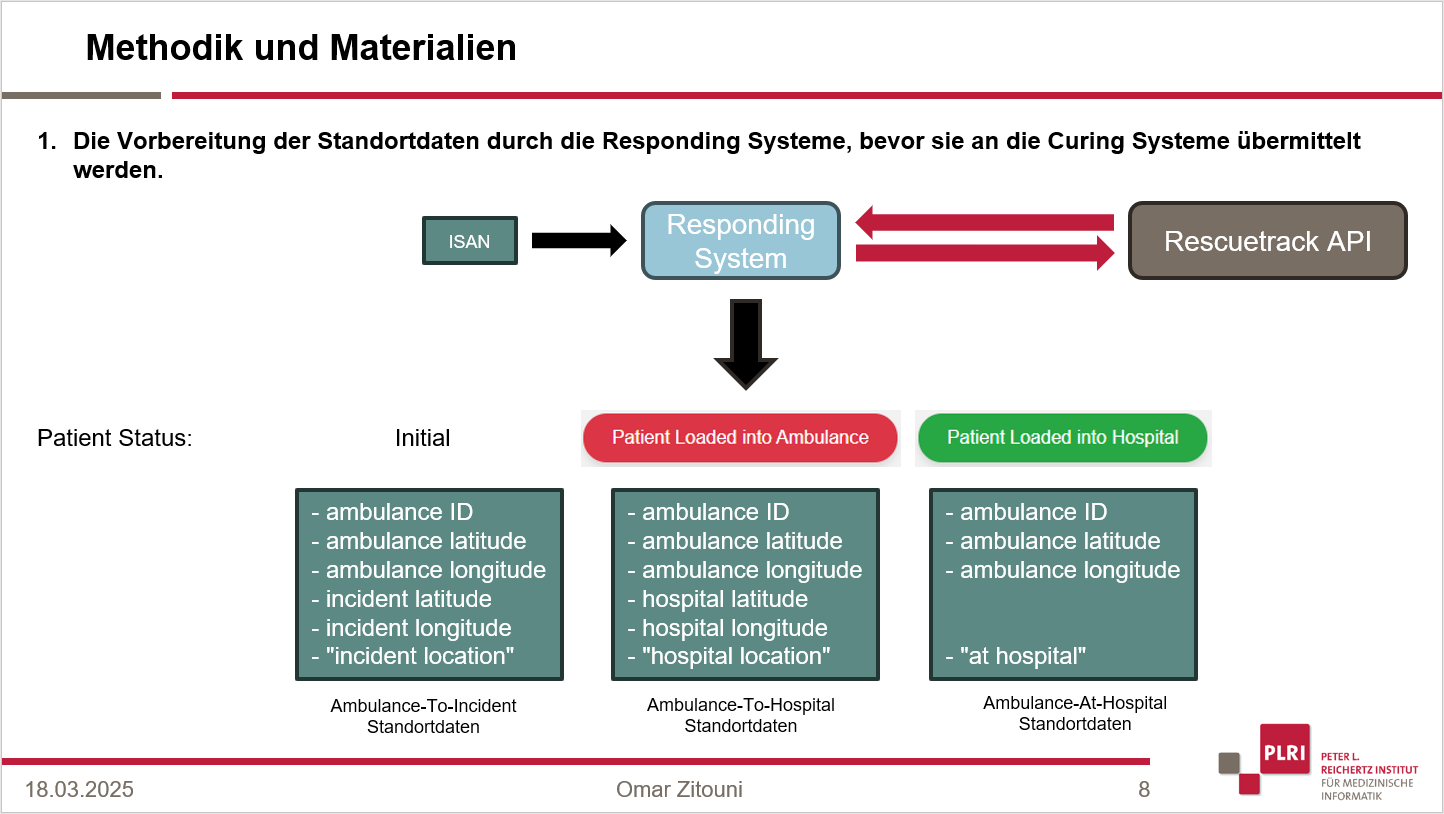 Methodik und Materialien
1. Die Vorbereitung der Standortdaten durch die Responding Systeme, bevor sie an die Curing Systeme übermittelt
werden.
ISAN
Responding
System
Rescuetrack API
Patient Status:
Initial
Patient Loaded into Ambulance
Patient Loaded into Hospital
- ambulance ID
- ambulance latitude
- ambulance longitude
- incident latitude
- incident longitude
- "incident location"
Ambulance-To-Incident
Standortdaten
- ambulance ID
- ambulance latitude
- ambulance longitude
- hospital latitude
- hospital longitude
- "hospital location"
Ambulance-To-Hospital
Standortdaten
- ambulance ID
- ambulance latitude
- ambulance longitude
- "at hospital"
Ambulance-At-Hospital
Standortdaten
18.03.2025
Omar Zitouni
8
PLRI
PETER L.
REICHERTZ INSTITUT
FÜR MEDIZINISCHE
INFORMATIK